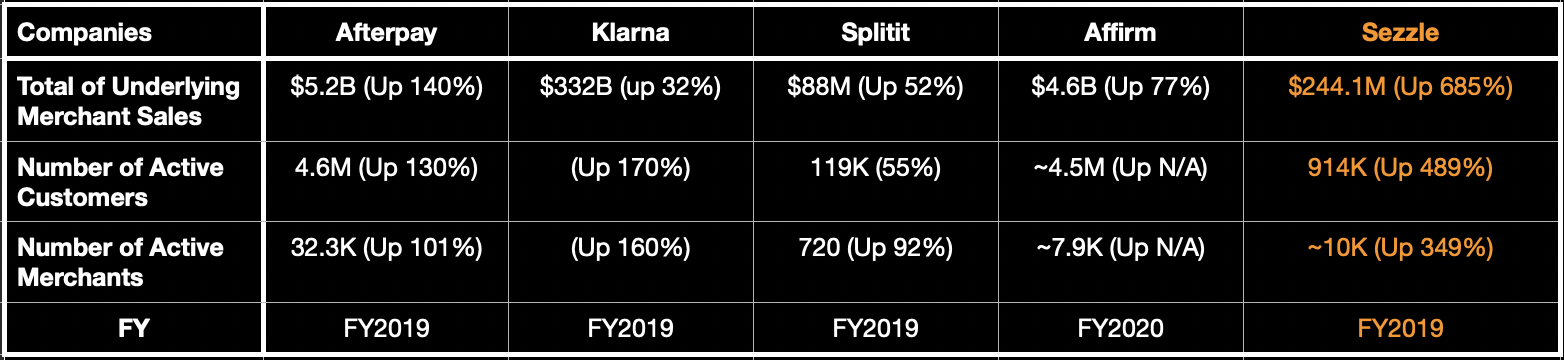 Companies Afterpay Klarna Splitit Affirm Sezzle
Total of Underlying Merchant Sales $5.2B (Up 140%) $332B (up 32%) $88M (Up 52%) $4.6B (Up 77%) $244.1M (Up 685%)
Number of Active Customers 4.6M (Up 130%) (Up 170%) 119K (55%) ~4.5M (Up N/A) 914K (Up 489%)
Number of Active Merchants 32.3K (Up 101%) (Up 160%) 720 (Up 92%) ~7.9K (Up N/A) ~10K (Up 349%)
FY FY2019 FY2019 FY2019 FY2020 FY2019